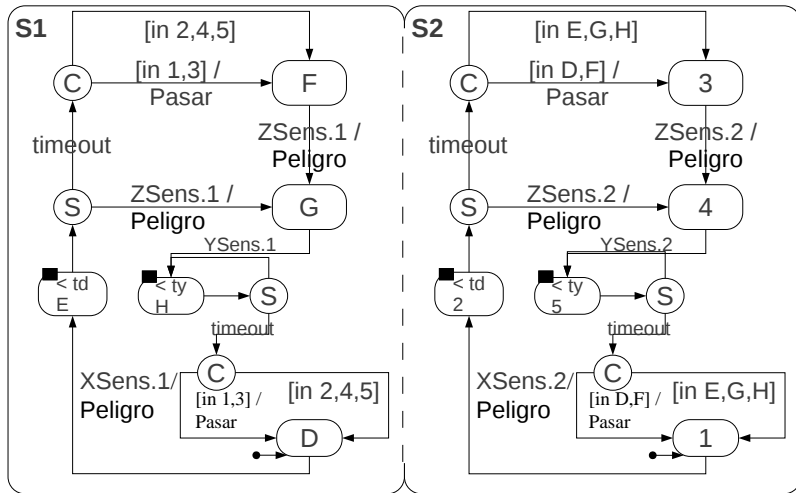 S1
[in 2,4,5]
[in 1,3] /
Pasar
C
F
timeout
ZSens.1 /
Peligro
ZSens.1 /
Peligro
S
G
YSens.1
< td
E
< ty
H
S
timeout
C
XSens.1/
Peligro
[in 1,3] /
Pasar
[in 2,4,5]
D
S2
[in E,G,H]
[in D,F] /
Pasar
C
3
timeout
ZSens.2 /
Peligro
ZSens.2 /
Peligro
S
4
YSens.2
< td
2
< ty
5
S
timeout
C
XSens.2/
Peligro
[in D,F] /
Pasar
[in E,G,H]
1